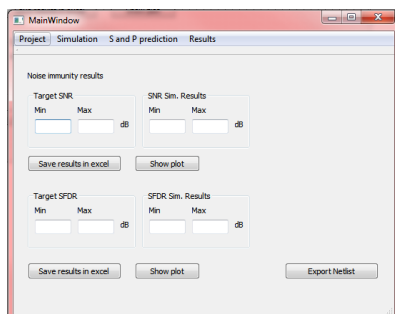 MainWindow
Project Simulation S and P prediction Results
Noise immunity results
Target SNR SNR Sim. Results
Min Max Min Max
dB dB
Save results in excel Show plot
Target SFDR SFDR Sim. Results
Min Max Min Max
dB dB
Save results in excel Show plot Export Netlist